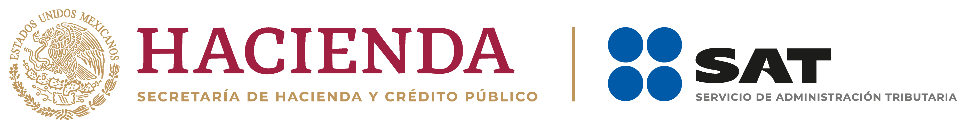 ESTADOS UNIDOS MEXICANOS
HACIENDA
SECRETARÍA DE HACIENDA Y CRÉDITO PÚBLICO
SAT
SERVICIO DE ADMINISTRACIÓN TRIBUTARIA